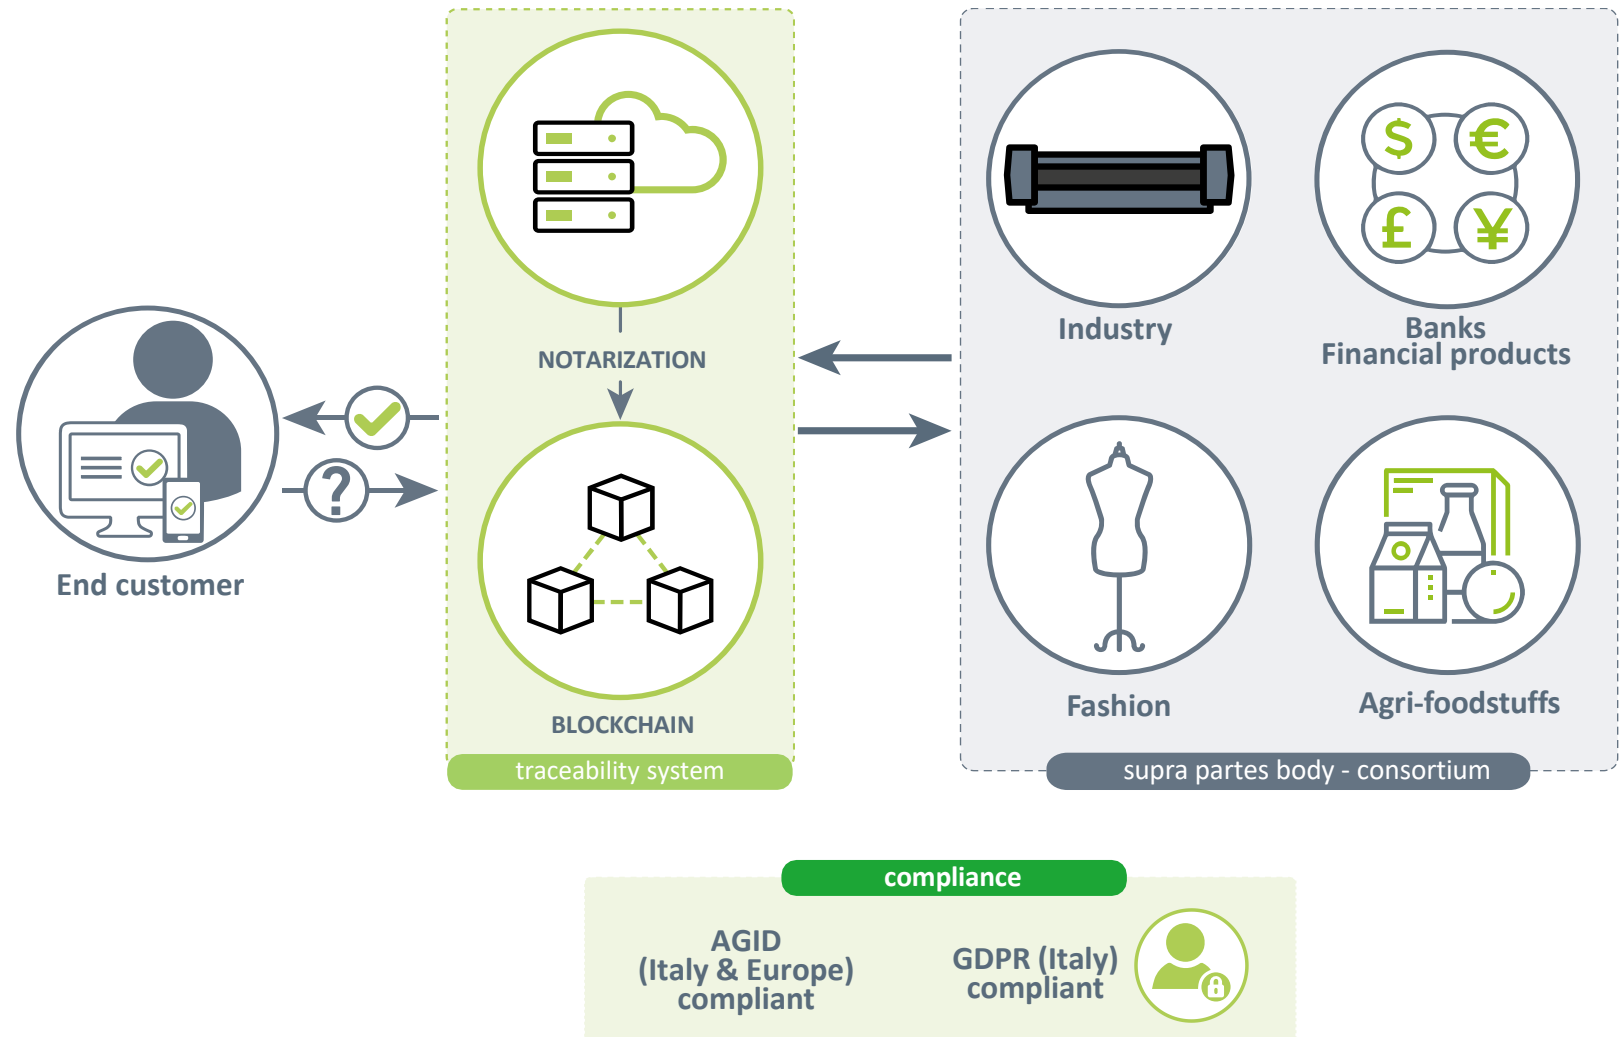 End customer
?
NOTARIZATION
BLOCKCHAIN
traceability system
Industry
$
€
£
¥
Banks
Financial products
Fashion
Agri-foodstuffs
supra partes body - consortium
compliance
AGID
(Italy & Europe)
compliant
GDPR (Italy)
compliant